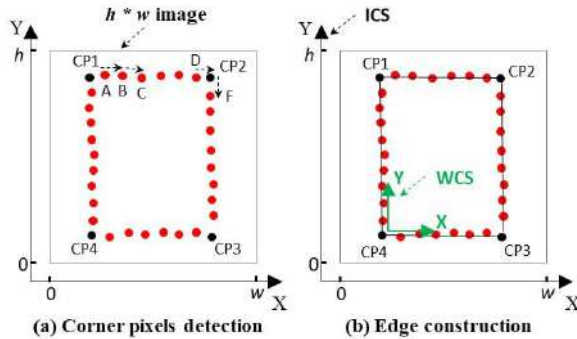 Y h * w image
h
CP1 D CP2
A B C F
CP4 CP3
0
0 w
X
(a) Corner pixels detection
Y ICS
h
CP1 CP2
Y WCS
X
CP4 CP3
0
0 w
X
(b) Edge construction